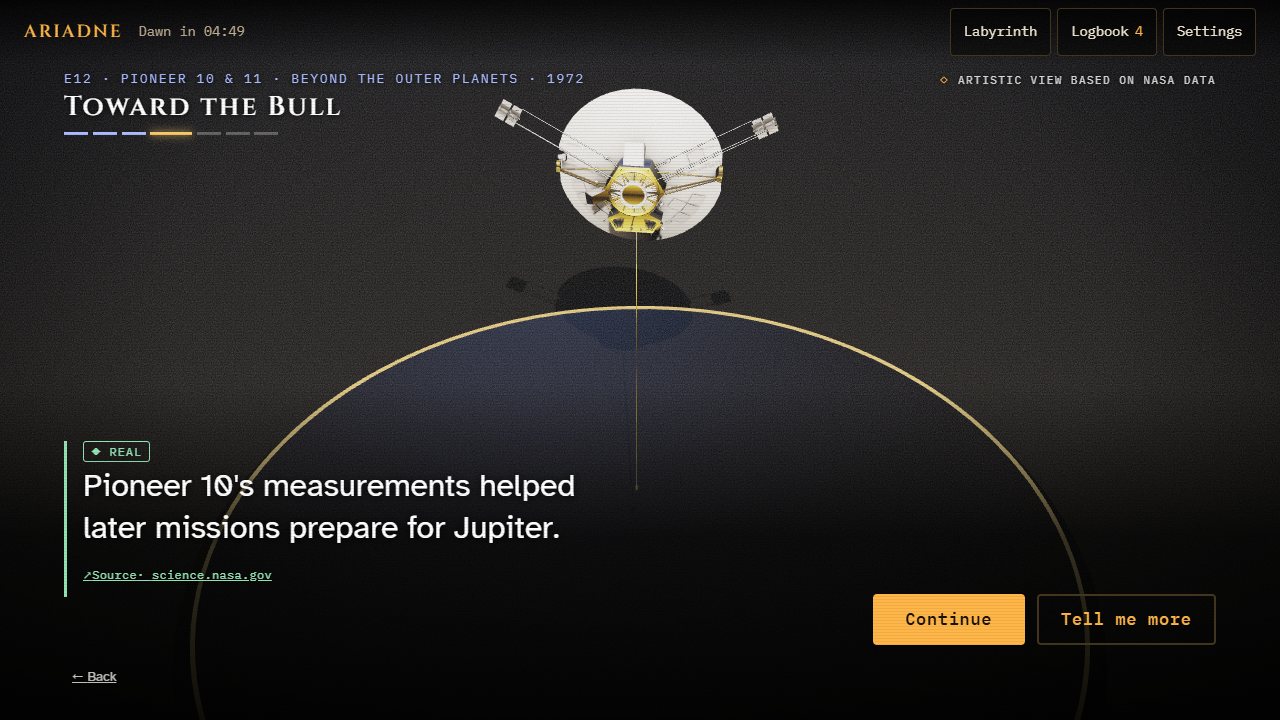 ARIADNE Dawn in 04:49 Labyrinth Logbook 4 Settings
E12 · PIONEER 10 & 11 · BEYOND THE OUTER PLANETS · 1972
◇ ARTISTIC VIEW BASED ON NASA DATA
Toward the Bull
◆ REAL
Pioneer 10's measurements helped
later missions prepare for Jupiter.
↗Source· science.nasa.gov
Continue Tell me more
← Back